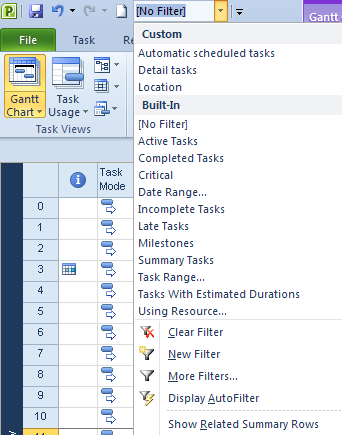 [No Filter]
Gantt
File
Task
R
Custom
Automatic scheduled tasks
Detail tasks
Location
Built-In
[No Filter]
Active Tasks
Completed Tasks
Critical
Date Range...
Incomplete Tasks
Late Tasks
Milestones
Summary Tasks
Task Range...
Tasks With Estimated Durations
Using Resource...
Clear Filter
New Filter
More Filters...
Display AutoFilter
Show Related Summary Rows
Gantt
Chart
Task
Usage
Task Views
Task
Mode
0
1
2
3
4
5
6
7
8
9
10